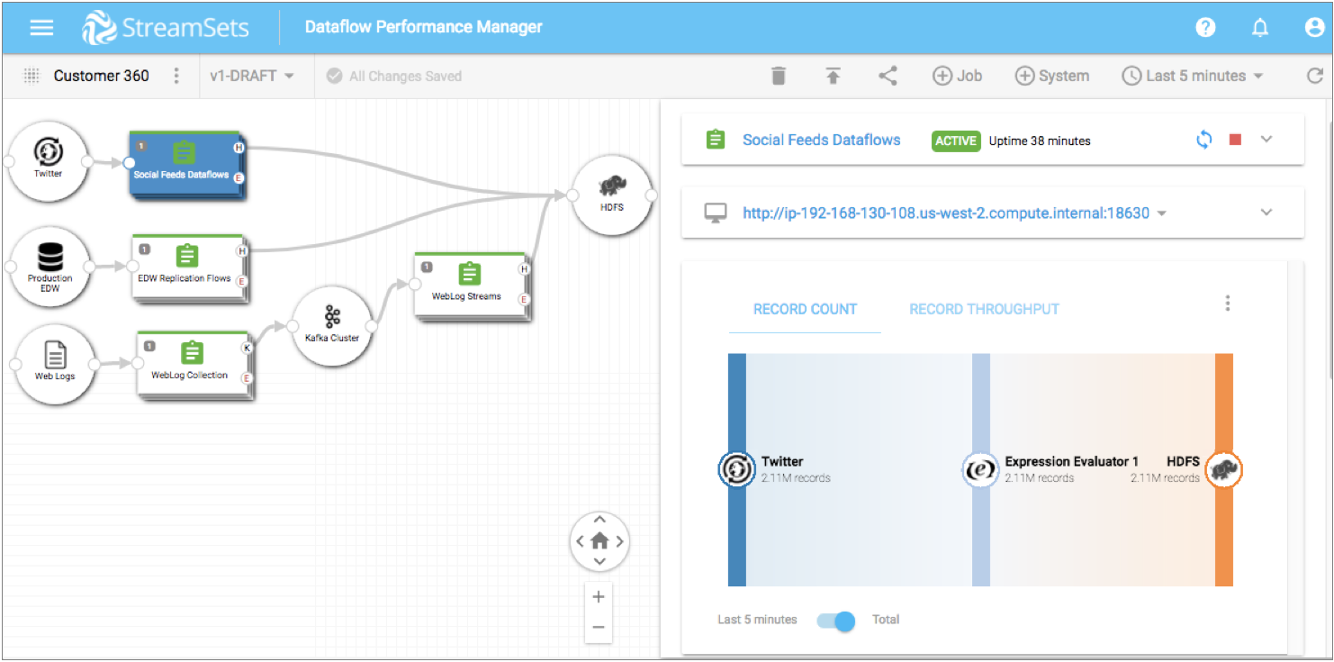 StreamSets
Dataflow Performance Manager
?
Customer 360
v1-DRAFT
All Changes Saved
Job
System
Last 5 minutes
Twitter
1
H
Social Feeds Dataflows
E
HDFS
Production
EDW
1
H
EDW Replication Flows
E
1
H
WebLog Streams
E
Kafka Cluster
Web Logs
1
K
WebLog Collection
E
Social Feeds Dataflows
ACTIVE
Uptime 38 minutes
http://ip-192-168-130-108.us-west-2.compute.internal:18630
RECORD COUNT
RECORD THROUGHPUT
Twitter
2.11M records
(e)
Expression Evaluator 1
2.11M records
HDFS
2.11M records
Last 5 minutes
Total